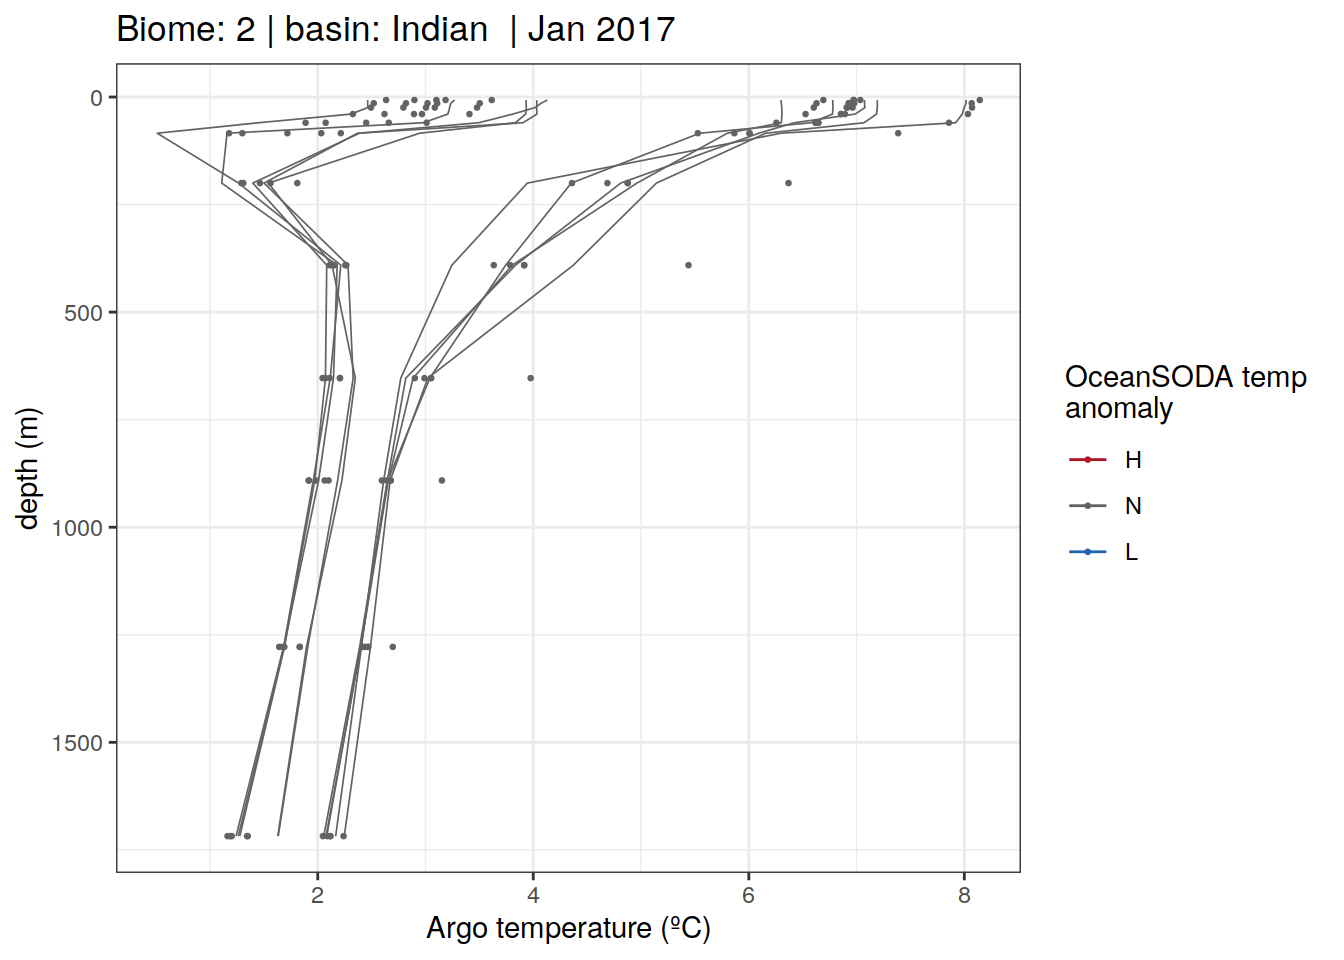 Biome: 2 | basin: Indian  | Jan 2017
0
500
1000
1500
depth (m)
2
4
6
8
Argo temperature (ºC)
OceanSODA temp
anomaly
H
N
L